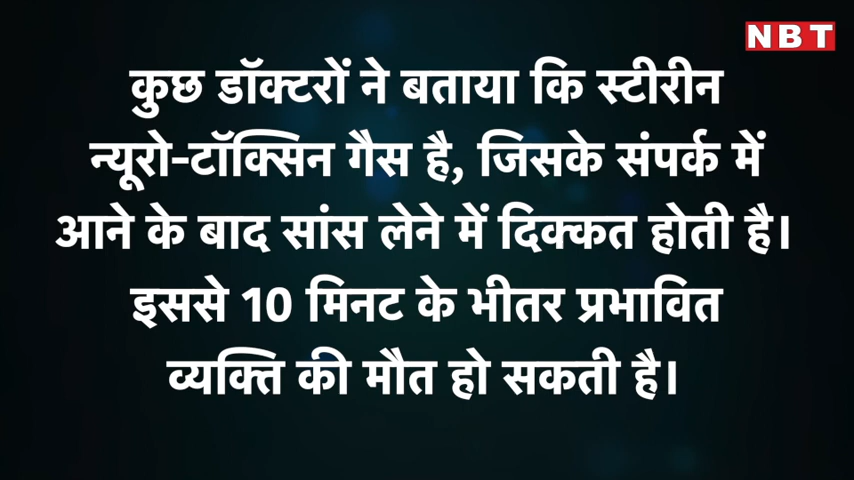 NBT
कुछ डॉक्टरों ने बताया कि स्टीरीन
न्यूरो-टॉक्सिन गैस है, जिसके संपर्क में
आने के बाद सांस लेने में दिक्कत होती है।
इससे 10 मिनट के भीतर प्रभावित
व्यक्ति की मौत हो सकती है।